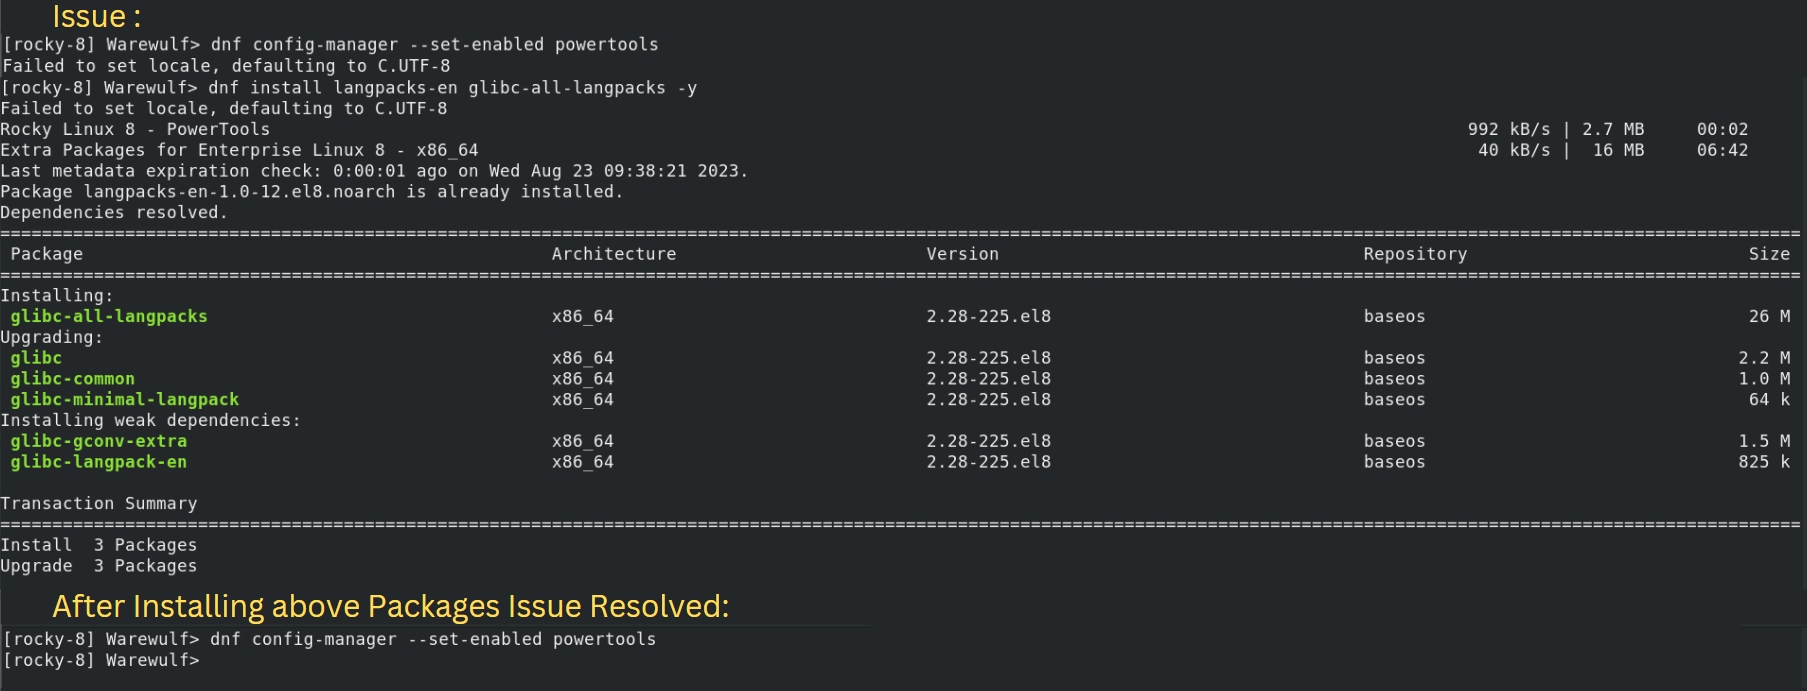 Issue :
[rocky-8] Warewulf> dnf config-manager --set-enabled powertools
Failed to set locale, defaulting to C.UTF-8
[rocky-8] Warewulf> dnf install langpacks-en glibc-all-langpacks -y
Failed to set locale, defaulting to C.UTF-8
Rocky Linux 8 - PowerTools 992 kB/s | 2.7 MB 00:02
Extra Packages for Enterprise Linux 8 - x86_64 40 kB/s | 16 MB 06:42
Last metadata expiration check: 0:00:01 ago on Wed Aug 23 09:38:21 2023.
Package langpacks-en-1.0-12.el8.noarch is already installed.
Dependencies resolved.
Package Architecture Version Repository Size
Installing:
glibc-all-langpacks x86_64 2.28-225.el8 baseos 26 M
Upgrading:
glibc x86_64 2.28-225.el8 baseos 2.2 M
glibc-common x86_64 2.28-225.el8 baseos 1.0 M
glibc-minimal-langpack x86_64 2.28-225.el8 baseos 64 k
Installing weak dependencies:
glibc-gconv-extra x86_64 2.28-225.el8 baseos 1.5 M
glibc-langpack-en x86_64 2.28-225.el8 baseos 825 k
Transaction Summary
Install 3 Packages
Upgrade 3 Packages
After Installing above Packages Issue Resolved:
[rocky-8] Warewulf> dnf config-manager --set-enabled powertools
[rocky-8] Warewulf>